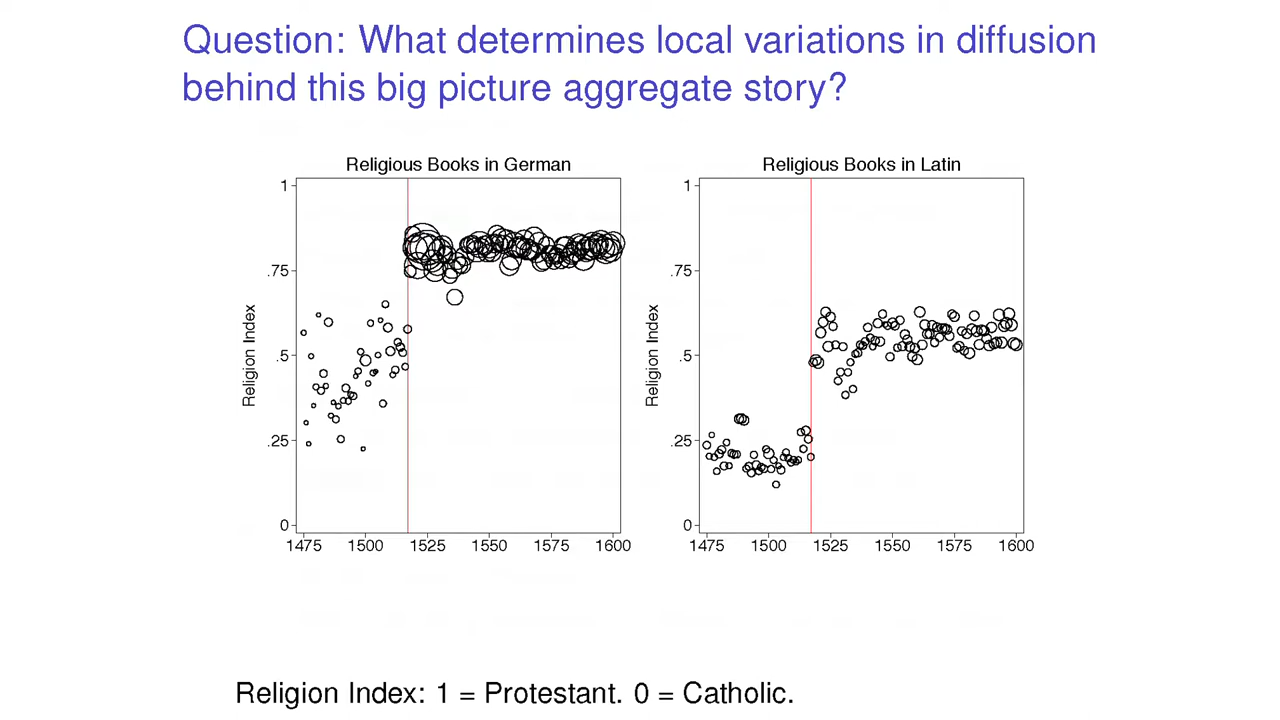 Question: What determines local variations in diffusion
behind this big picture aggregate story?
Religious Books in German
Religion Index
1
.75
.5
.25
0
1475 1500 1525 1550 1575 1600
Religious Books in Latin
Religion Index
1
.75
.5
.25
0
1475 1500 1525 1550 1575 1600
Religion Index: 1 = Protestant. 0 = Catholic.